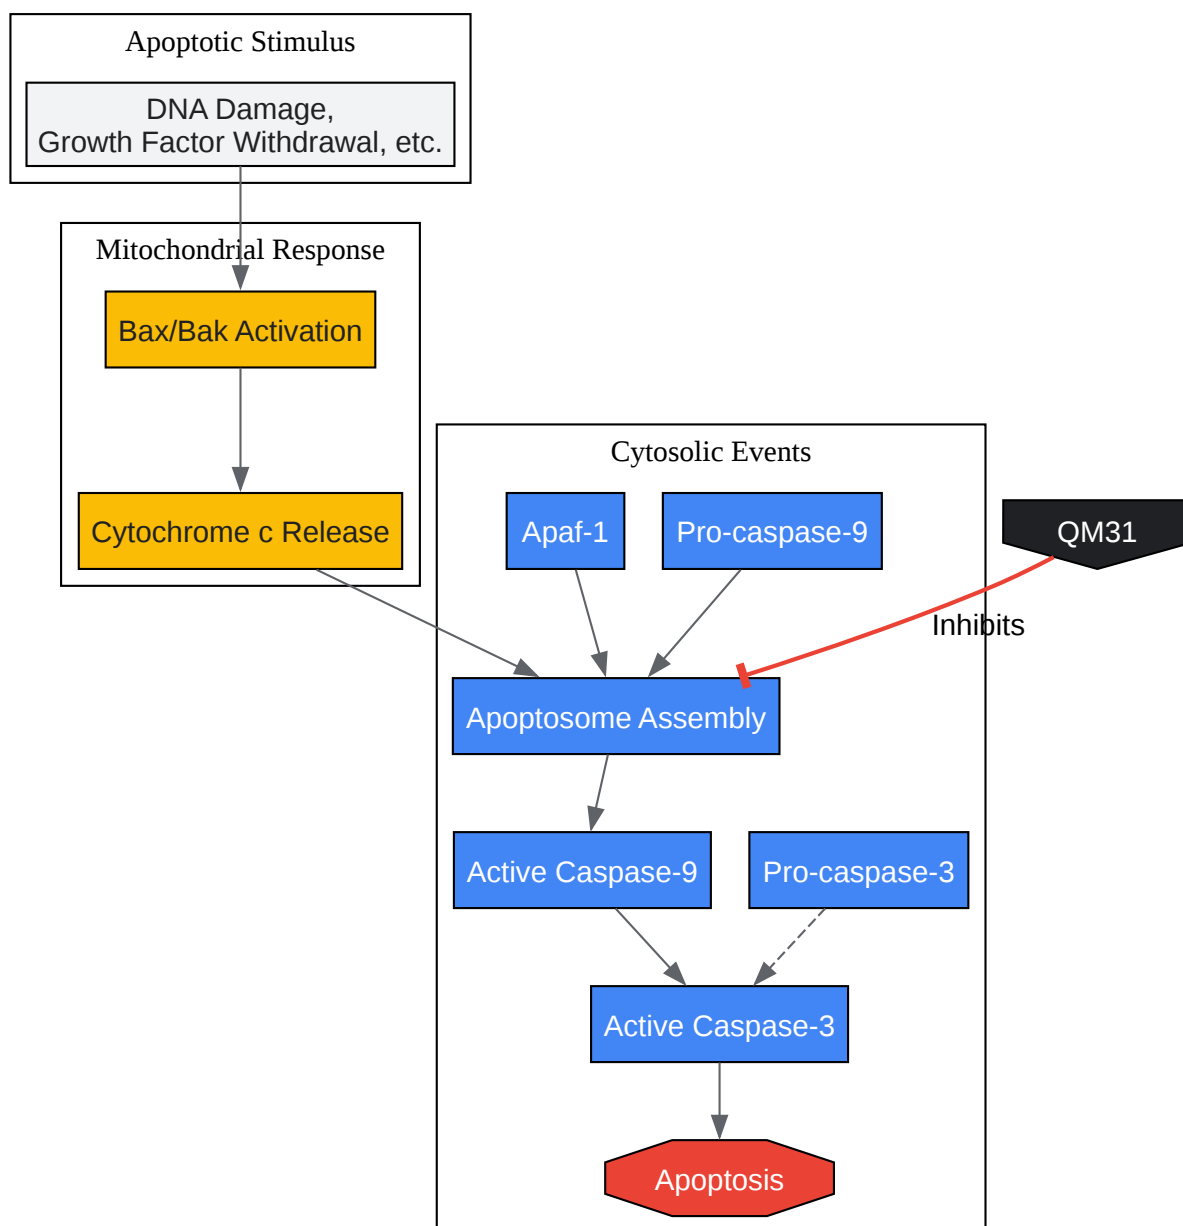 Apoptotic Stimulus
DNA Damage,
Growth Factor Withdrawal, etc.
Mitochondrial Response
Bax/Bak Activation
Cytochrome c Release
Cytosolic Events
Apaf-1
Pro-caspase-9
QM31
Inhibits
Apoptosome Assembly
Active Caspase-9
Pro-caspase-3
Active Caspase-3
Apoptosis